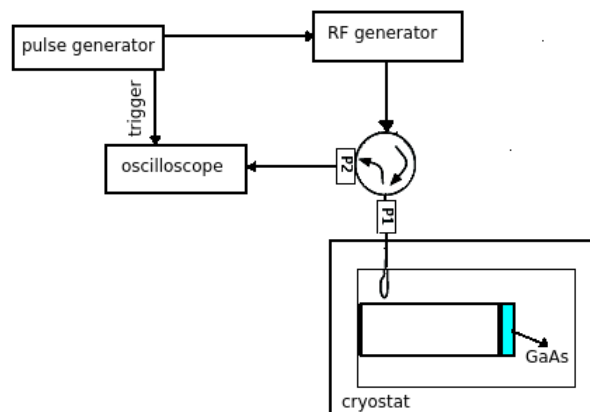 pulse generator
RF generator
trigger
oscilloscope
P2
P1
GaAs
cryostat